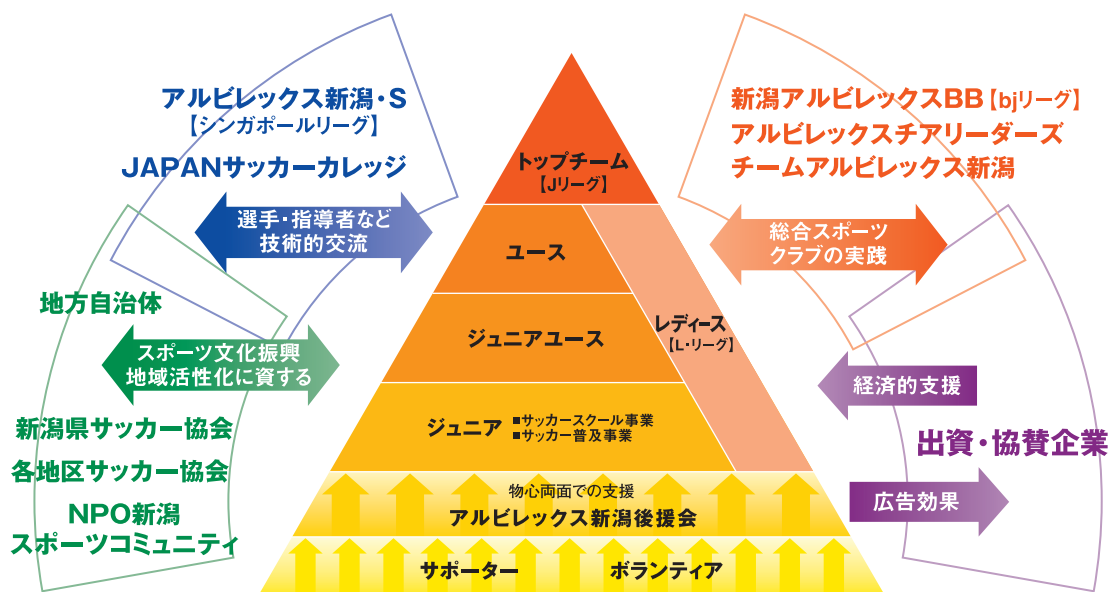 アルビレックス新潟・S
【シンガポールリーグ】
JAPANサッカーカレッジ
選手・指導者など
技術的交流
地方自治体
スポーツ文化振興
地域活性化に資する
新潟県サッカー協会
各地区サッカー協会
NPO新潟
スポーツコミュニティ
トップチーム
【Jリーグ】
ユース
ジュニアユース
レディース
【L・リーグ】
ジュニア
■サッカースクール事業
■サッカー普及事業
物心両面での支援
アルビレックス新潟後援会
サポーター
ボランティア
新潟アルビレックスBB【bjリーグ】
アルビレックスチアリーダーズ
チームアルビレックス新潟
総合スポーツ
クラブの実践
経済的支援
出資・協賛企業
広告効果